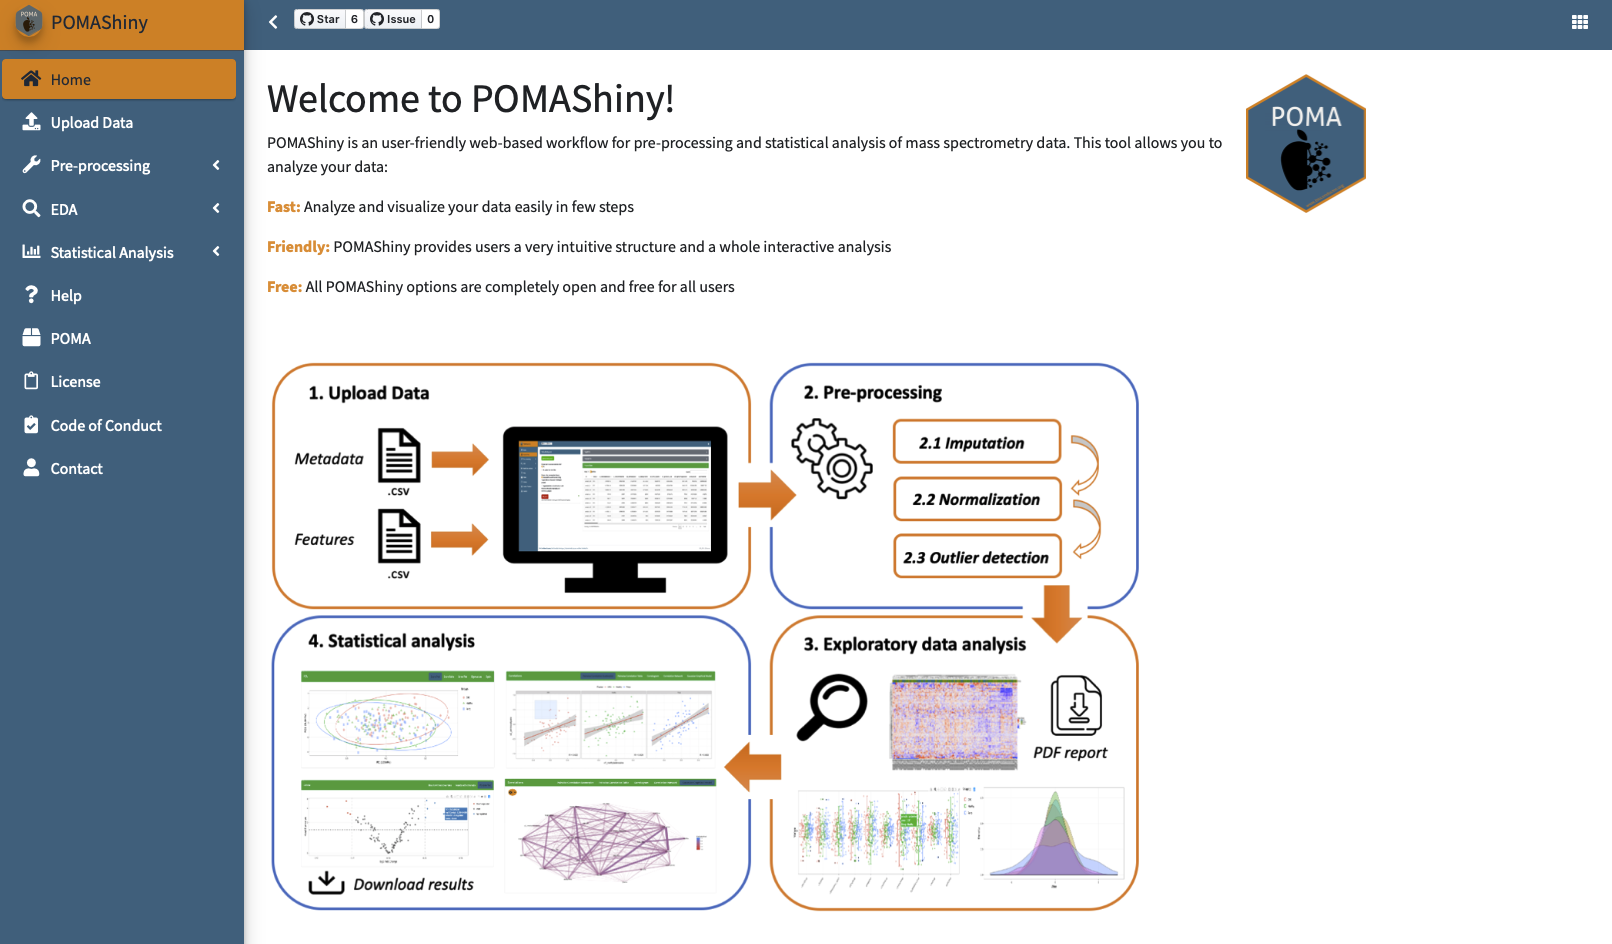 POMAShiny
Star 6 Issue 0
Home
Upload Data
Pre-processing
EDA
Statistical Analysis
Help
POMA
License
Code of Conduct
Contact
Welcome to POMAShiny!
POMAShiny is an user-friendly web-based workflow for pre-processing and statistical analysis of mass spectrometry data. This tool allows you to
analyze your data:
Fast: Analyze and visualize your data easily in few steps
Friendly: POMAShiny provides users a very intuitive structure and a whole interactive analysis
Free: All POMAShiny options are completely open and free for all users
POMA
1. Upload Data
Metadata
.csv
Features
.csv
2. Pre-processing
2.1 Imputation
2.2 Normalization
2.3 Outlier detection
4. Statistical analysis
Download results
3. Exploratory data analysis
PDF report